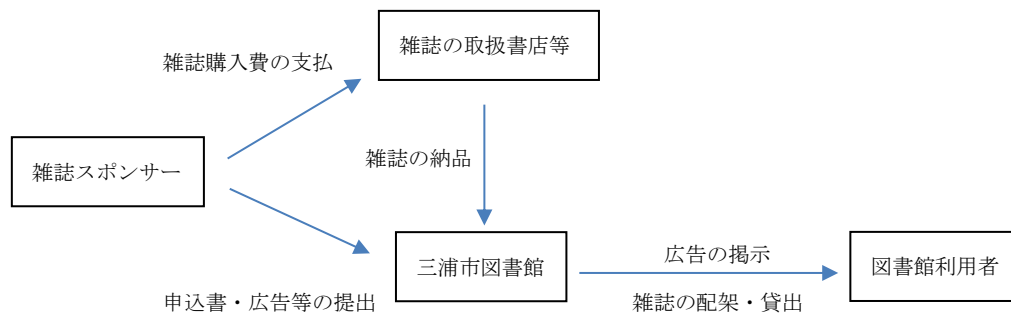 雑誌の取扱書店等
雑誌購入費の支払
雑誌の納品
雑誌スポンサー
三浦市図書館
広告の掲示
図書館利用者
申込書・広告等の提出
雑誌の配架・貸出